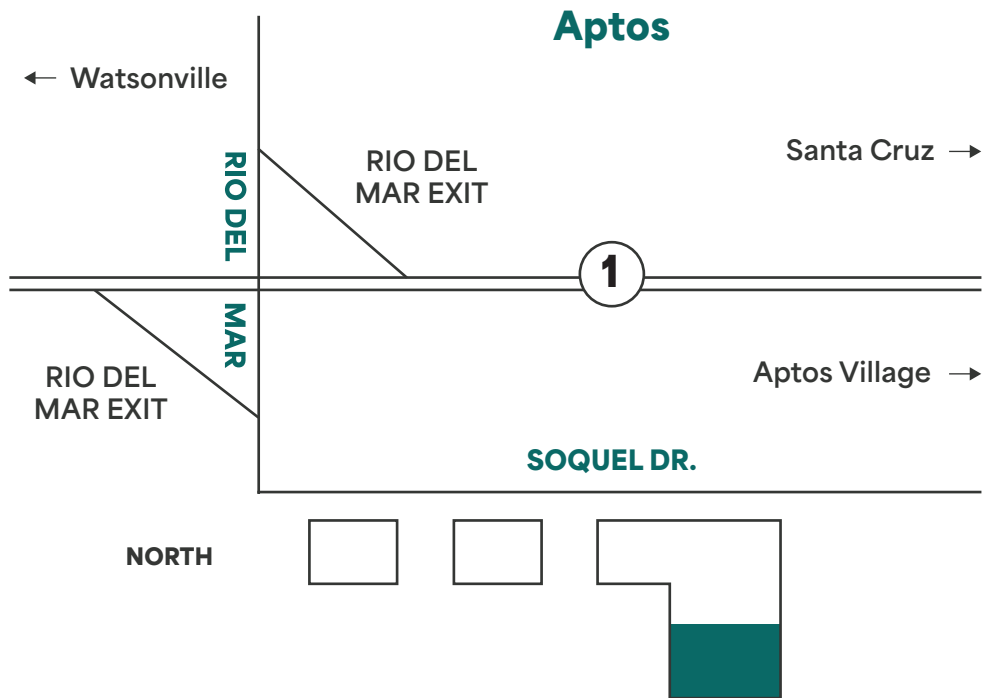 Aptos
← Watsonville
Santa Cruz →
RIO DEL
MAR EXIT
RIO DEL
MAR
1
RIO DEL
MAR EXIT
Aptos Village →
SOQUEL DR.
NORTH